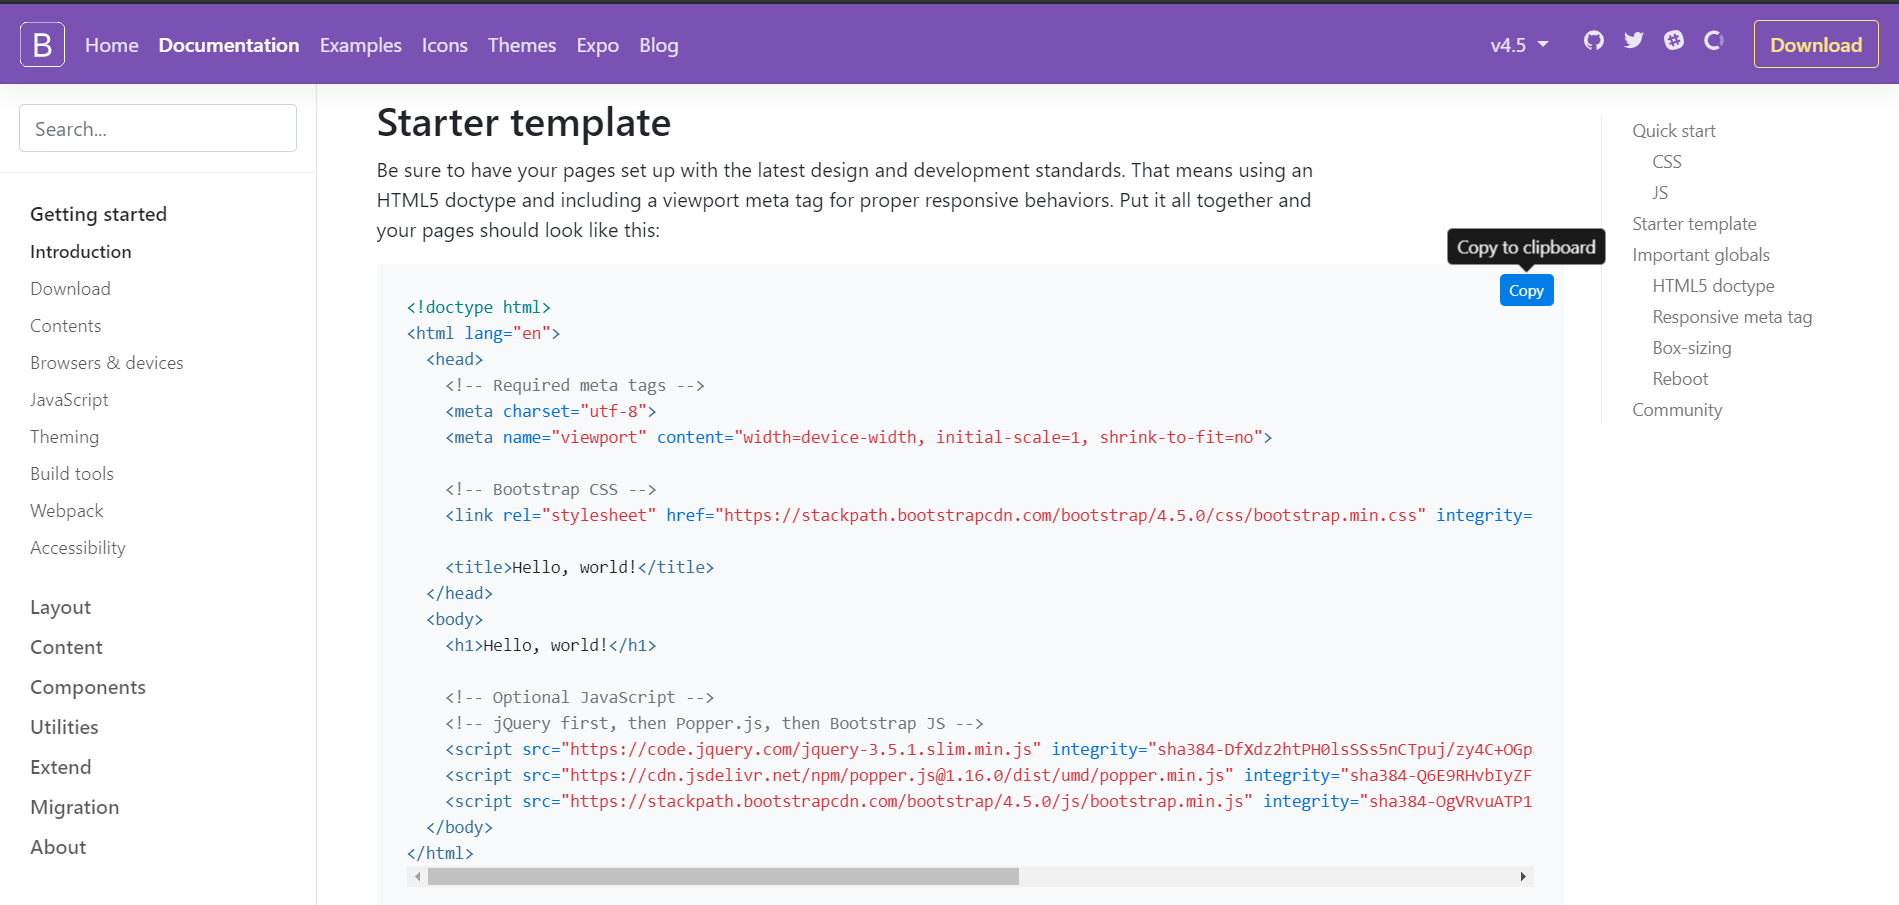 B Home Documentation Examples Icons Themes Expo Blog v4.5 Download
Search...
Getting started
Introduction
Download
Contents
Browsers & devices
JavaScript
Theming
Build tools
Webpack
Accessibility
Layout
Content
Components
Utilities
Extend
Migration
About
Starter template
Be sure to have your pages set up with the latest design and development standards. That means using an
HTML5 doctype and including a viewport meta tag for proper responsive behaviors. Put it all together and
your pages should look like this:
Copy to clipboard
Copy
<!doctype html>
<html lang="en">
  <head>
    <!-- Required meta tags -->
    <meta charset="utf-8">
    <meta name="viewport" content="width=device-width, initial-scale=1, shrink-to-fit=no">
    <!-- Bootstrap CSS -->
    <link rel="stylesheet" href="https://stackpath.bootstrapcdn.com/bootstrap/4.5.0/css/bootstrap.min.css" integrity=
    <title>Hello, world!</title>
  </head>
  <body>
    <h1>Hello, world!</h1>
    <!-- Optional JavaScript -->
    <!-- jQuery first, then Popper.js, then Bootstrap JS -->
    <script src="https://code.jquery.com/jquery-3.5.1.slim.min.js" integrity="sha384-DfXdz2htPH0lsSSs5nCTpuj/zy4C+OGp
    <script src="https://cdn.jsdelivr.net/npm/popper.js@1.16.0/dist/umd/popper.min.js" integrity="sha384-Q6E9RHvbIyZF
    <script src="https://stackpath.bootstrapcdn.com/bootstrap/4.5.0/js/bootstrap.min.js" integrity="sha384-OgVRvuATP1
  </body>
</html>
Quick start
CSS
JS
Starter template
Important globals
HTML5 doctype
Responsive meta tag
Box-sizing
Reboot
Community